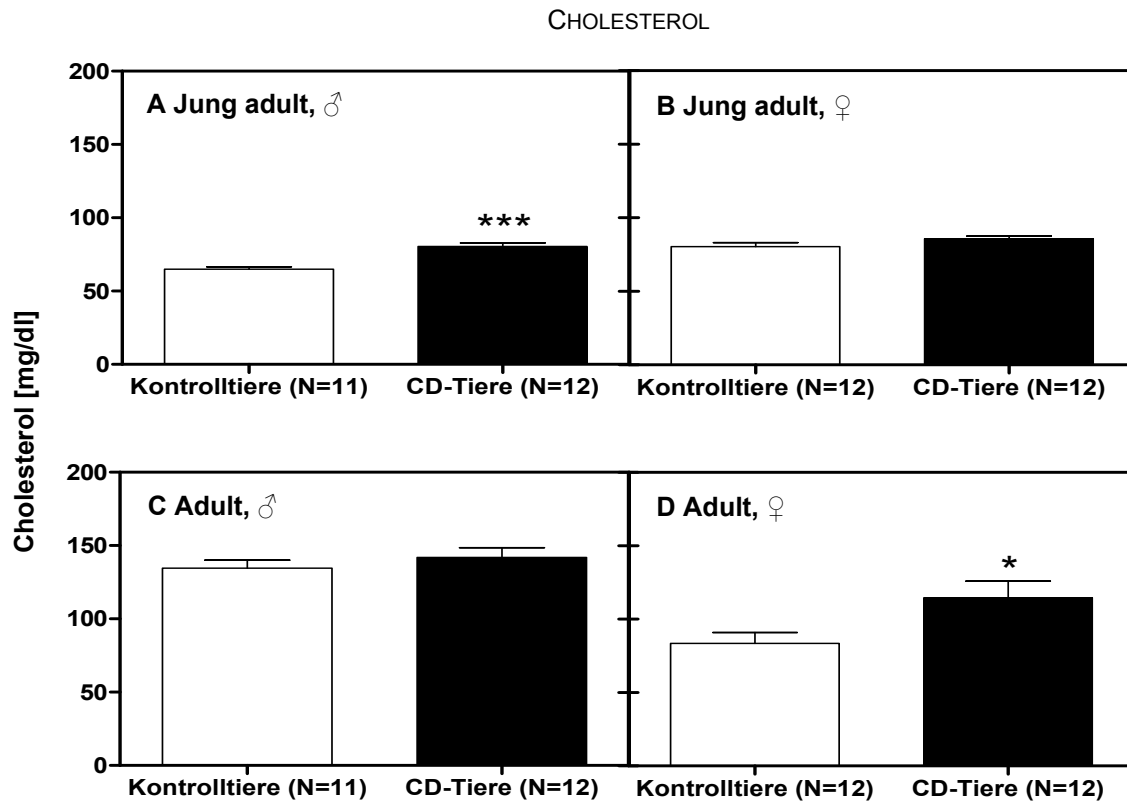 CHOLESTEROL
Cholesterol [mg/dl]
A Jung adult, ♂
200
150
100
50
0
***
Kontrolltiere (N=11)
CD-Tiere (N=12)
B Jung adult, ♀
Kontrolltiere (N=12)
CD-Tiere (N=12)
C Adult, ♂
200
150
100
50
0
Kontrolltiere (N=11)
CD-Tiere (N=12)
D Adult, ♀
*
Kontrolltiere (N=12)
CD-Tiere (N=12)